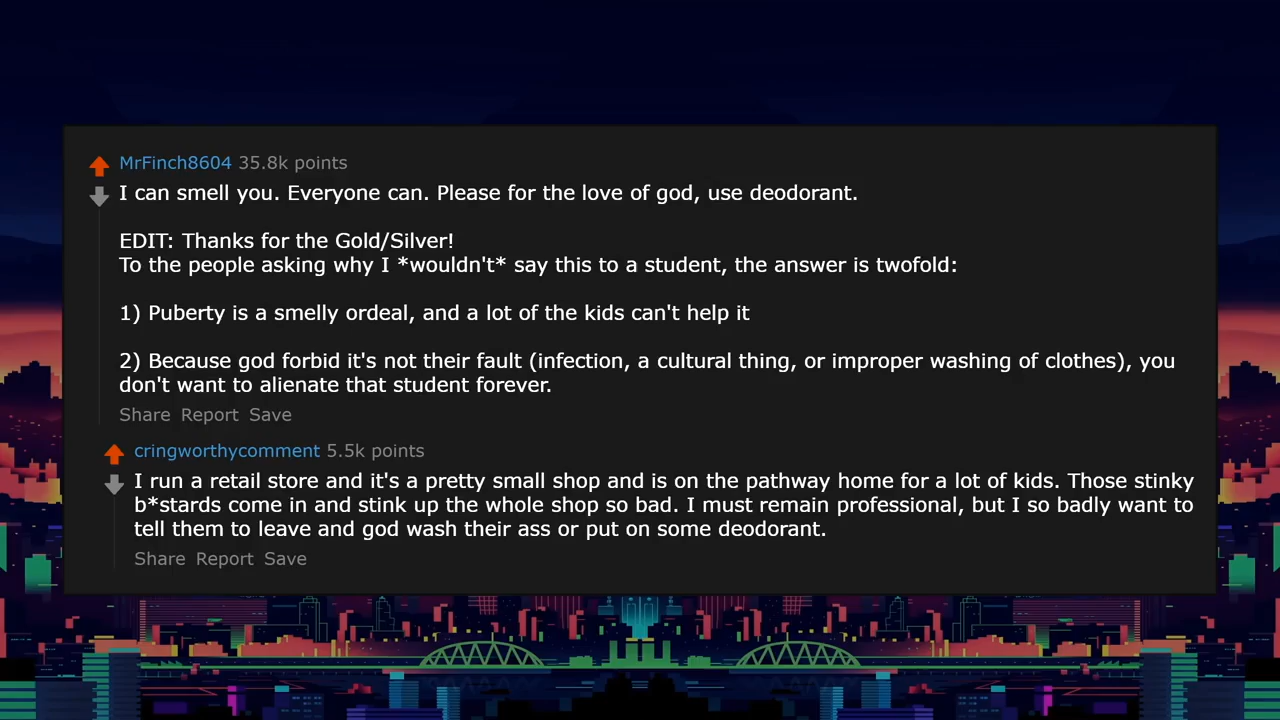 MrFinch8604 35.8k points
I can smell you. Everyone can. Please for the love of god, use deodorant.
EDIT: Thanks for the Gold/Silver!
To the people asking why I *wouldn't* say this to a student, the answer is twofold:
1) Puberty is a smelly ordeal, and a lot of the kids can't help it
2) Because god forbid it's not their fault (infection, a cultural thing, or improper washing of clothes), you
don't want to alienate that student forever.
Share Report Save
cringworthycomment 5.5k points
I run a retail store and it's a pretty small shop and is on the pathway home for a lot of kids. Those stinky
b*stards come in and stink up the whole shop so bad. I must remain professional, but I so badly want to
tell them to leave and god wash their ass or put on some deodorant.
Share Report Save